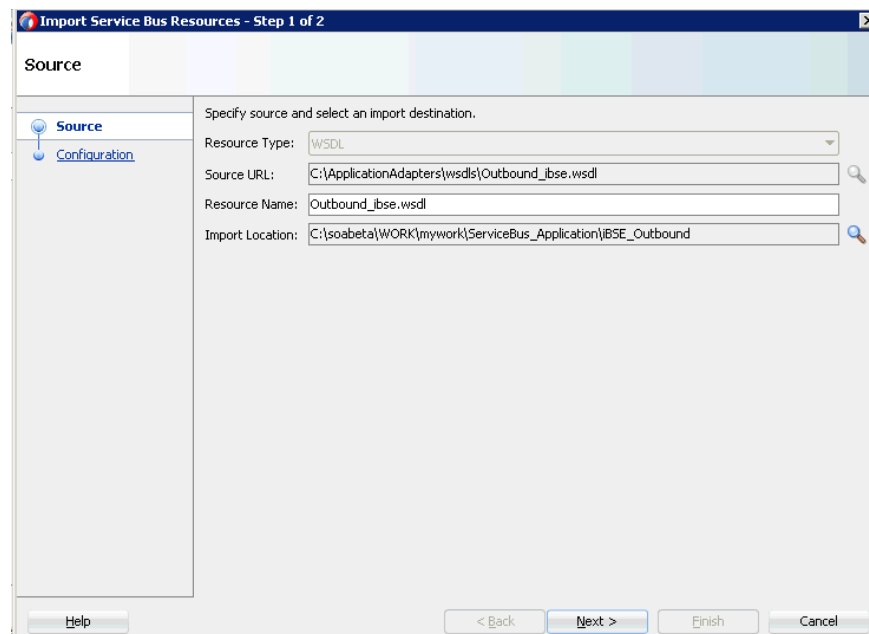 Import Service Bus Resources - Step 1 of 2
Source
Source
Configuration
Specify source and select an import destination.
Resource Type: WSDL
Source URL: C:\ApplicationAdapters\wsdls\Outbound_ibse.wsdl
Resource Name: Outbound_ibse.wsdl
Import Location: C:\soabeta\WORK\mywork\ServiceBus_Application\iBSE_Outbound
Help < Back Next > Finish Cancel